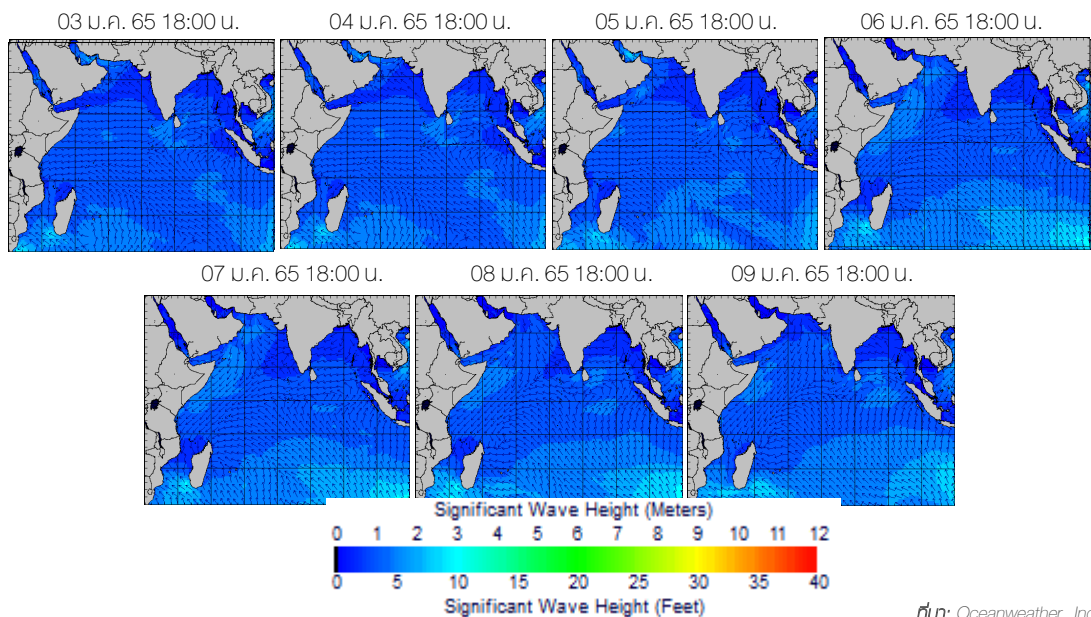 03 ม.ค. 65 18:00 น.
04 ม.ค. 65 18:00 น.
05 ม.ค. 65 18:00 น.
06 ม.ค. 65 18:00 น.
07 ม.ค. 65 18:00 น.
08 ม.ค. 65 18:00 น.
09 ม.ค. 65 18:00 น.
Significant Wave Height (Meters)
0 1 2 3 4 5 6 7 8 9 10 11 12
0 5 10 15 20 25 30 35 40
Significant Wave Height (Feet)
ที่มา: Oceanweather, Inc